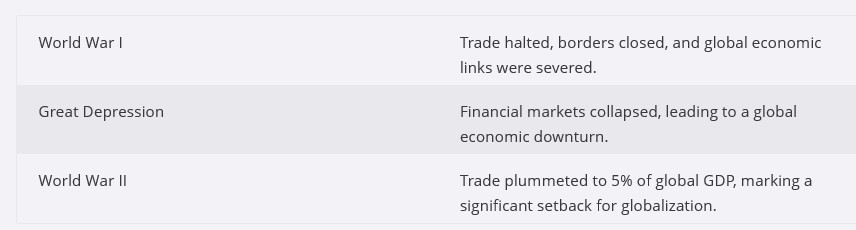 World War I
Trade halted, borders closed, and global economic
links were severed.
Great Depression
Financial markets collapsed, leading to a global
economic downturn.
World War II
Trade plummeted to 5% of global GDP, marking a
significant setback for globalization.